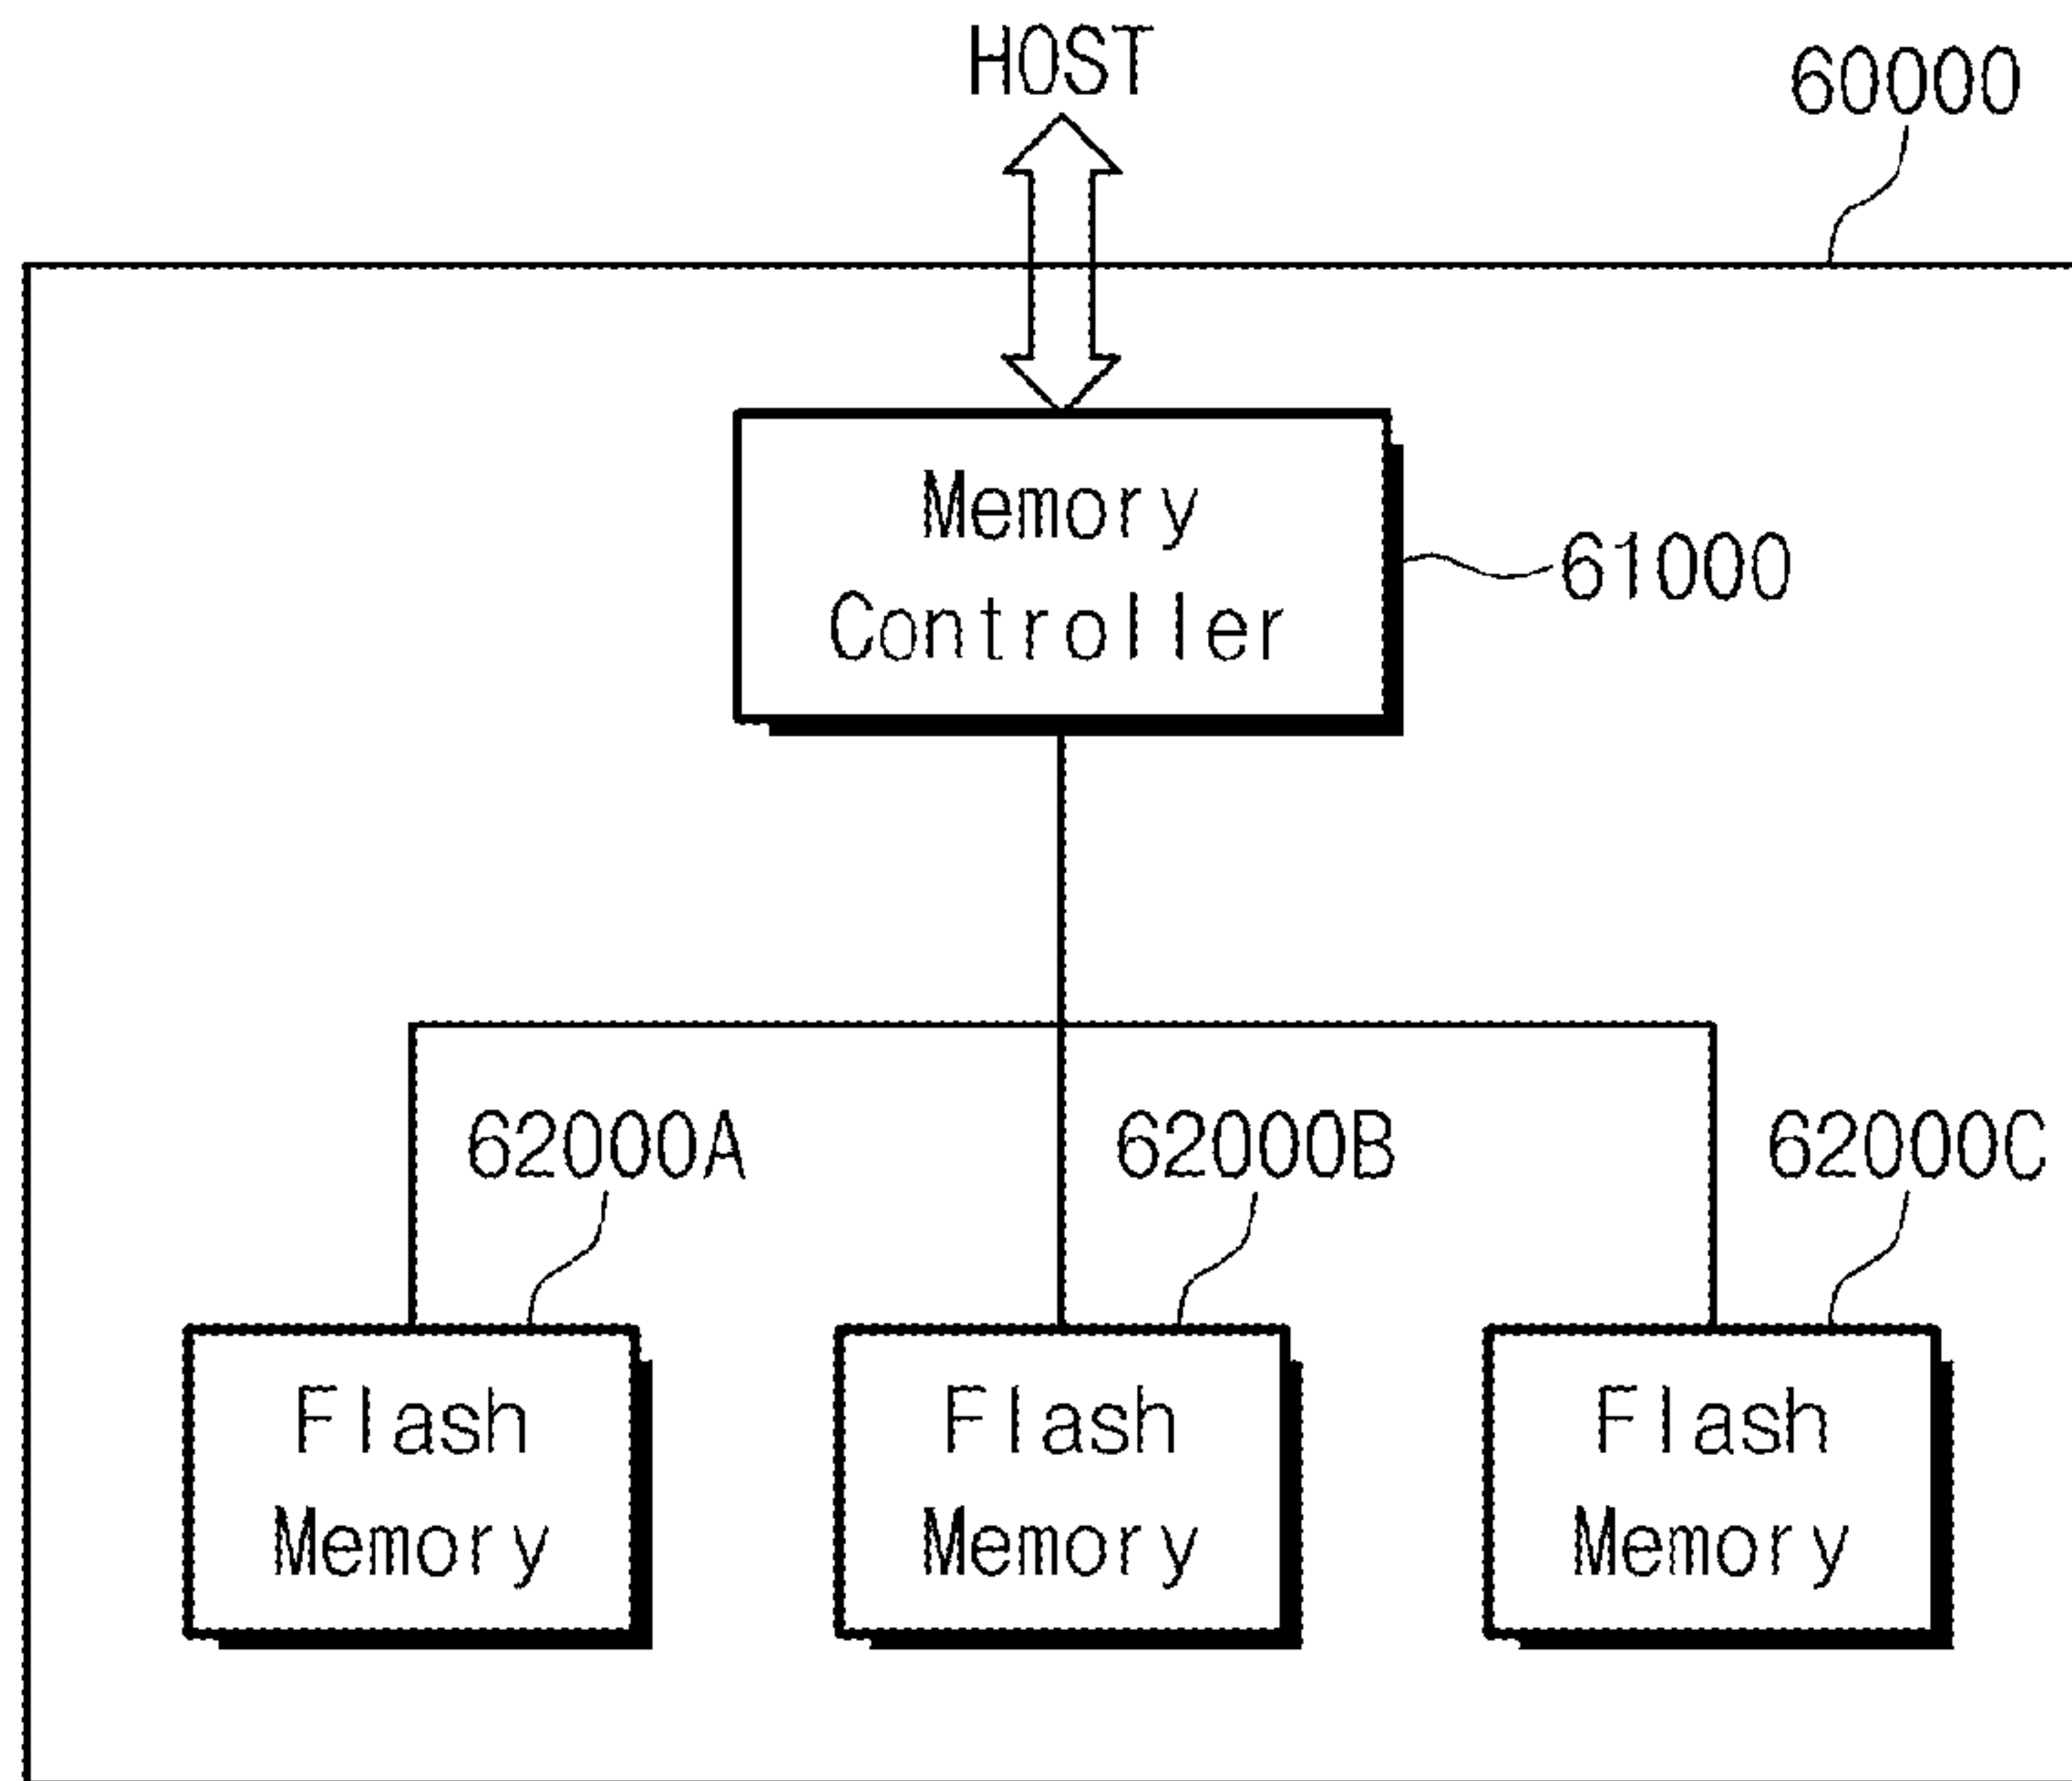 HOST
60000
Memory
Controller
61000
62000A
62000B
62000C
Flash
Memory
Flash
Memory
Flash
Memory